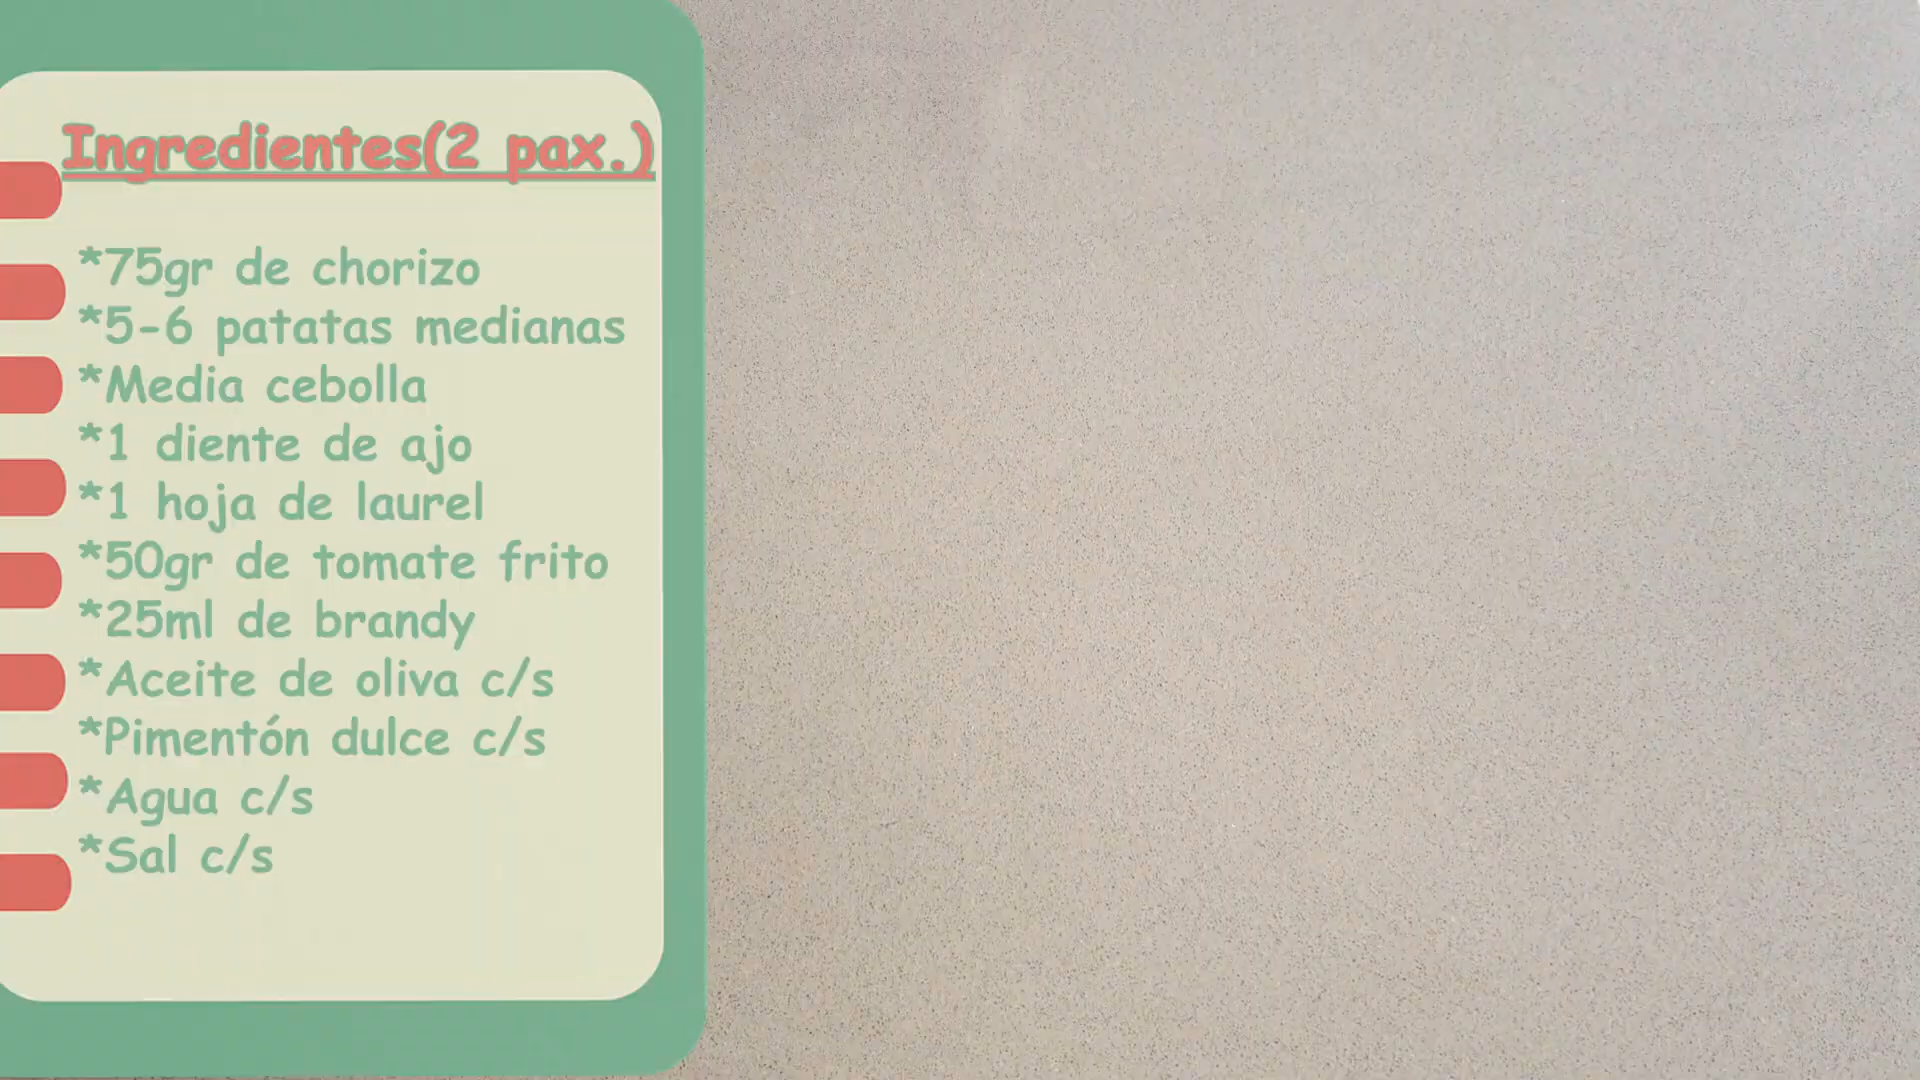 Ingredientes(2 pax.)
*75gr de chorizo
*5-6 patatas medianas
*Media cebolla
*1 diente de ajo
*1 hoja de laurel
*50gr de tomate frito
*25ml de brandy
*Aceite de oliva c/s
*Pimentón dulce c/s
*Agua c/s
*Sal c/s